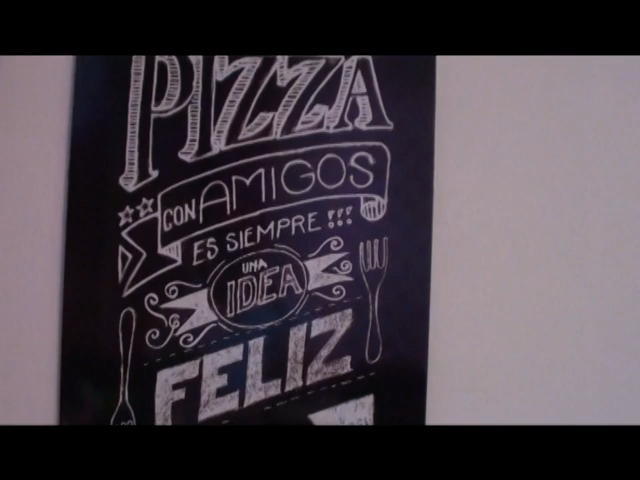 PIZZA
CON AMIGOS
ES SIEMPRE !!!
UNA
IDEA
FELIZ